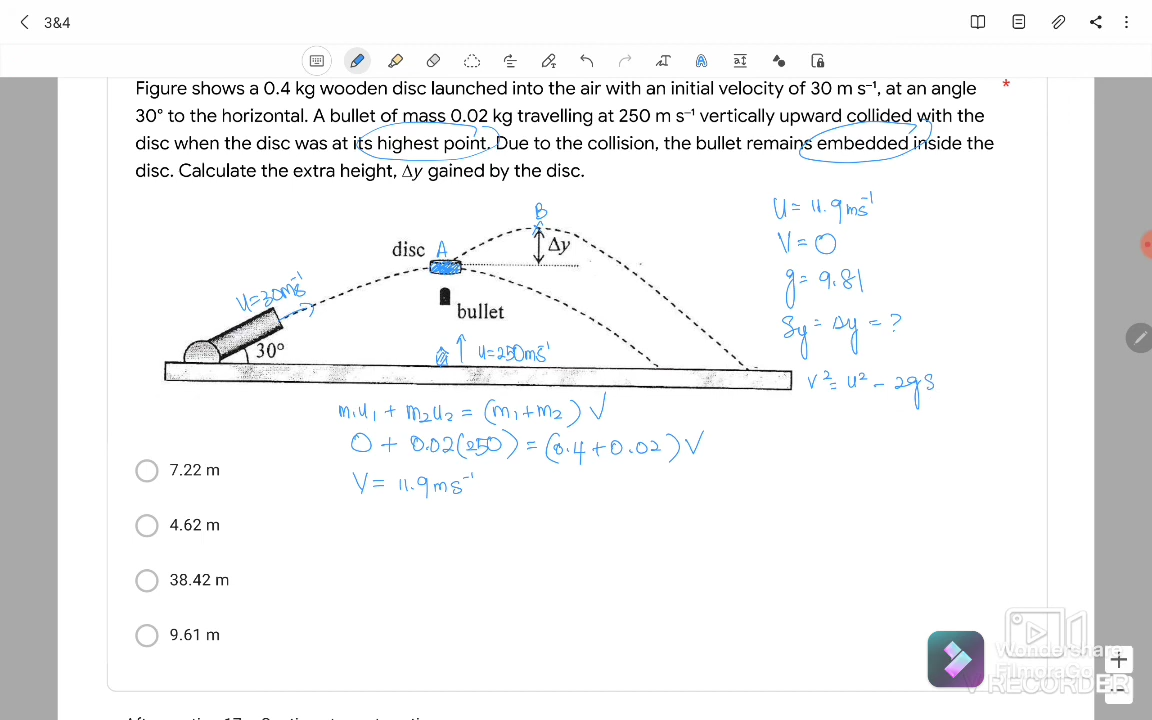 3&4
Figure shows a 0.4 kg wooden disc launched into the air with an initial velocity of 30 m s⁻¹, at an angle *
30° to the horizontal. A bullet of mass 0.02 kg travelling at 250 m s⁻¹ vertically upward collided with the
disc when the disc was at its highest point. Due to the collision, the bullet remains embedded inside the
disc. Calculate the extra height, Δy gained by the disc.
U = 11.9ms⁻¹
V = 0
g = 9.81
Sy = Δy = ?
V² = U² - 2gS
B
disc A
Δy
U=30ms⁻¹
bullet
30°
U=250ms⁻¹
m₁U₁ + m₂U₂ = (m₁+m₂) V
0 + 0.02(250) = (0.4+0.02) V
V = 11.9ms⁻¹
7.22 m
4.62 m
38.42 m
9.61 m
Wondershare
FilmoraGo
RECORDER